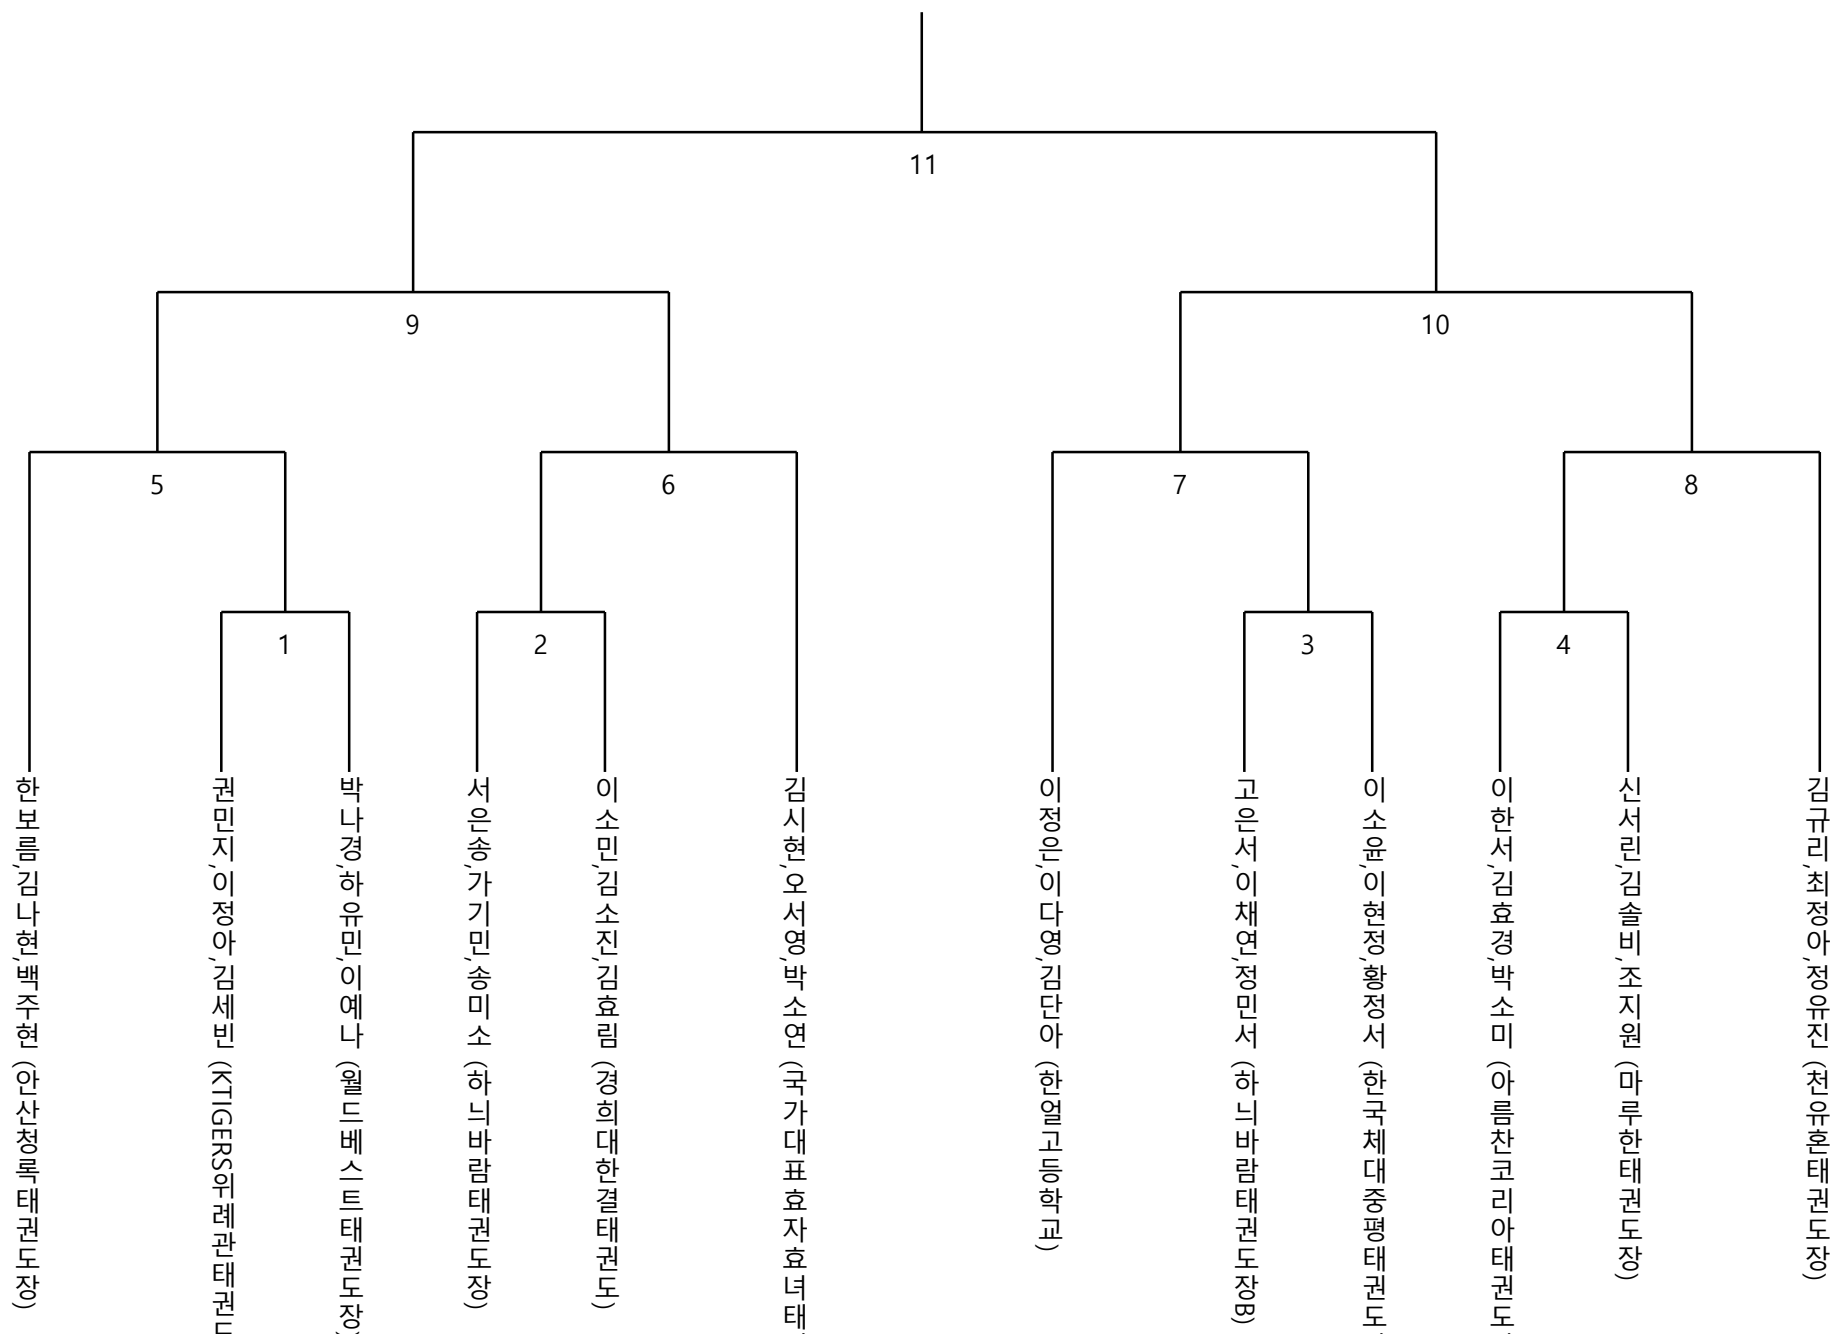 11
9
10
5
6
7
8
1
2
3
4
한보름,김나현,백주현 (안산청록태권도장)
권민지,이정아,김세빈 (KTIGERS위례관태권도
박나경,하유민,이예나 (월드베스트태권도장)
서은송,가기민,송미소 (하늬바람태권도장)
이소민,김소진,김효림 (경희대한결태권도)
김시현,오서영,박소연 (국가대표효자효녀태
이정은,이다영,김단아 (한얼고등학교)
고은서,이채연,정민서 (하늬바람태권도장B)
이소윤,이현정,황정서 (한국체대중평태권도
이한서,김효경,박소미 (아름찬코리아태권도
신서린,김솔비,조지원 (마루한태권도장)
김규리,최정아,정유진 (천유혼태권도장)